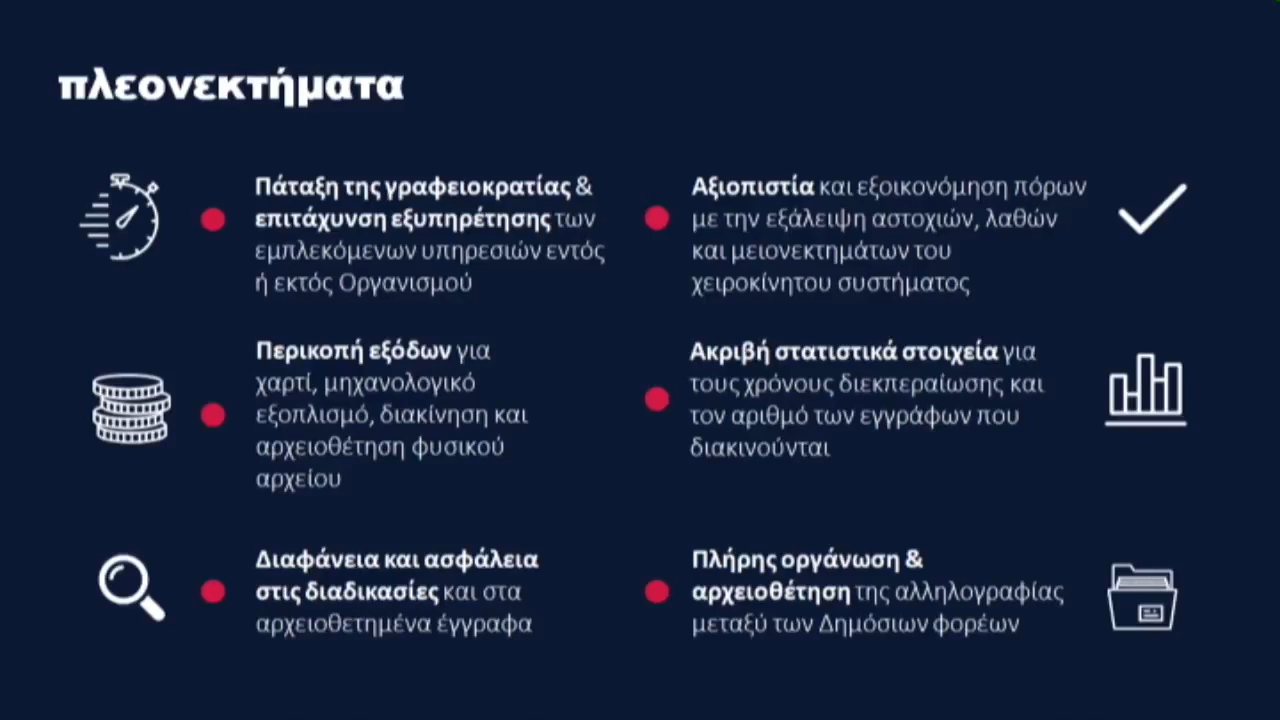 πλεονεκτήματα
Πάταξη της γραφειοκρατίας &
επιτάχυνση εξυπηρέτησης των
εμπλεκόμενων υπηρεσιών εντός
ή εκτός Οργανισμού
Περικοπή εξόδων για
χαρτί, μηχανολογικό
εξοπλισμό, διακίνηση και
αρχειοθέτηση φυσικού
αρχείου
Διαφάνεια και ασφάλεια
στις διαδικασίες και στα
αρχειοθετημένα έγγραφα
Αξιοπιστία και εξοικονόμηση πόρων
με την εξάλειψη αστοχιών, λαθών
και μειονεκτημάτων του
χειροκίνητου συστήματος
Ακριβή στατιστικά στοιχεία για
τους χρόνους διεκπεραίωσης και
τον αριθμό των εγγράφων που
διακινούνται
Πλήρης οργάνωση &
αρχειοθέτηση της αλληλογραφίας
μεταξύ των Δημόσιων φορέων